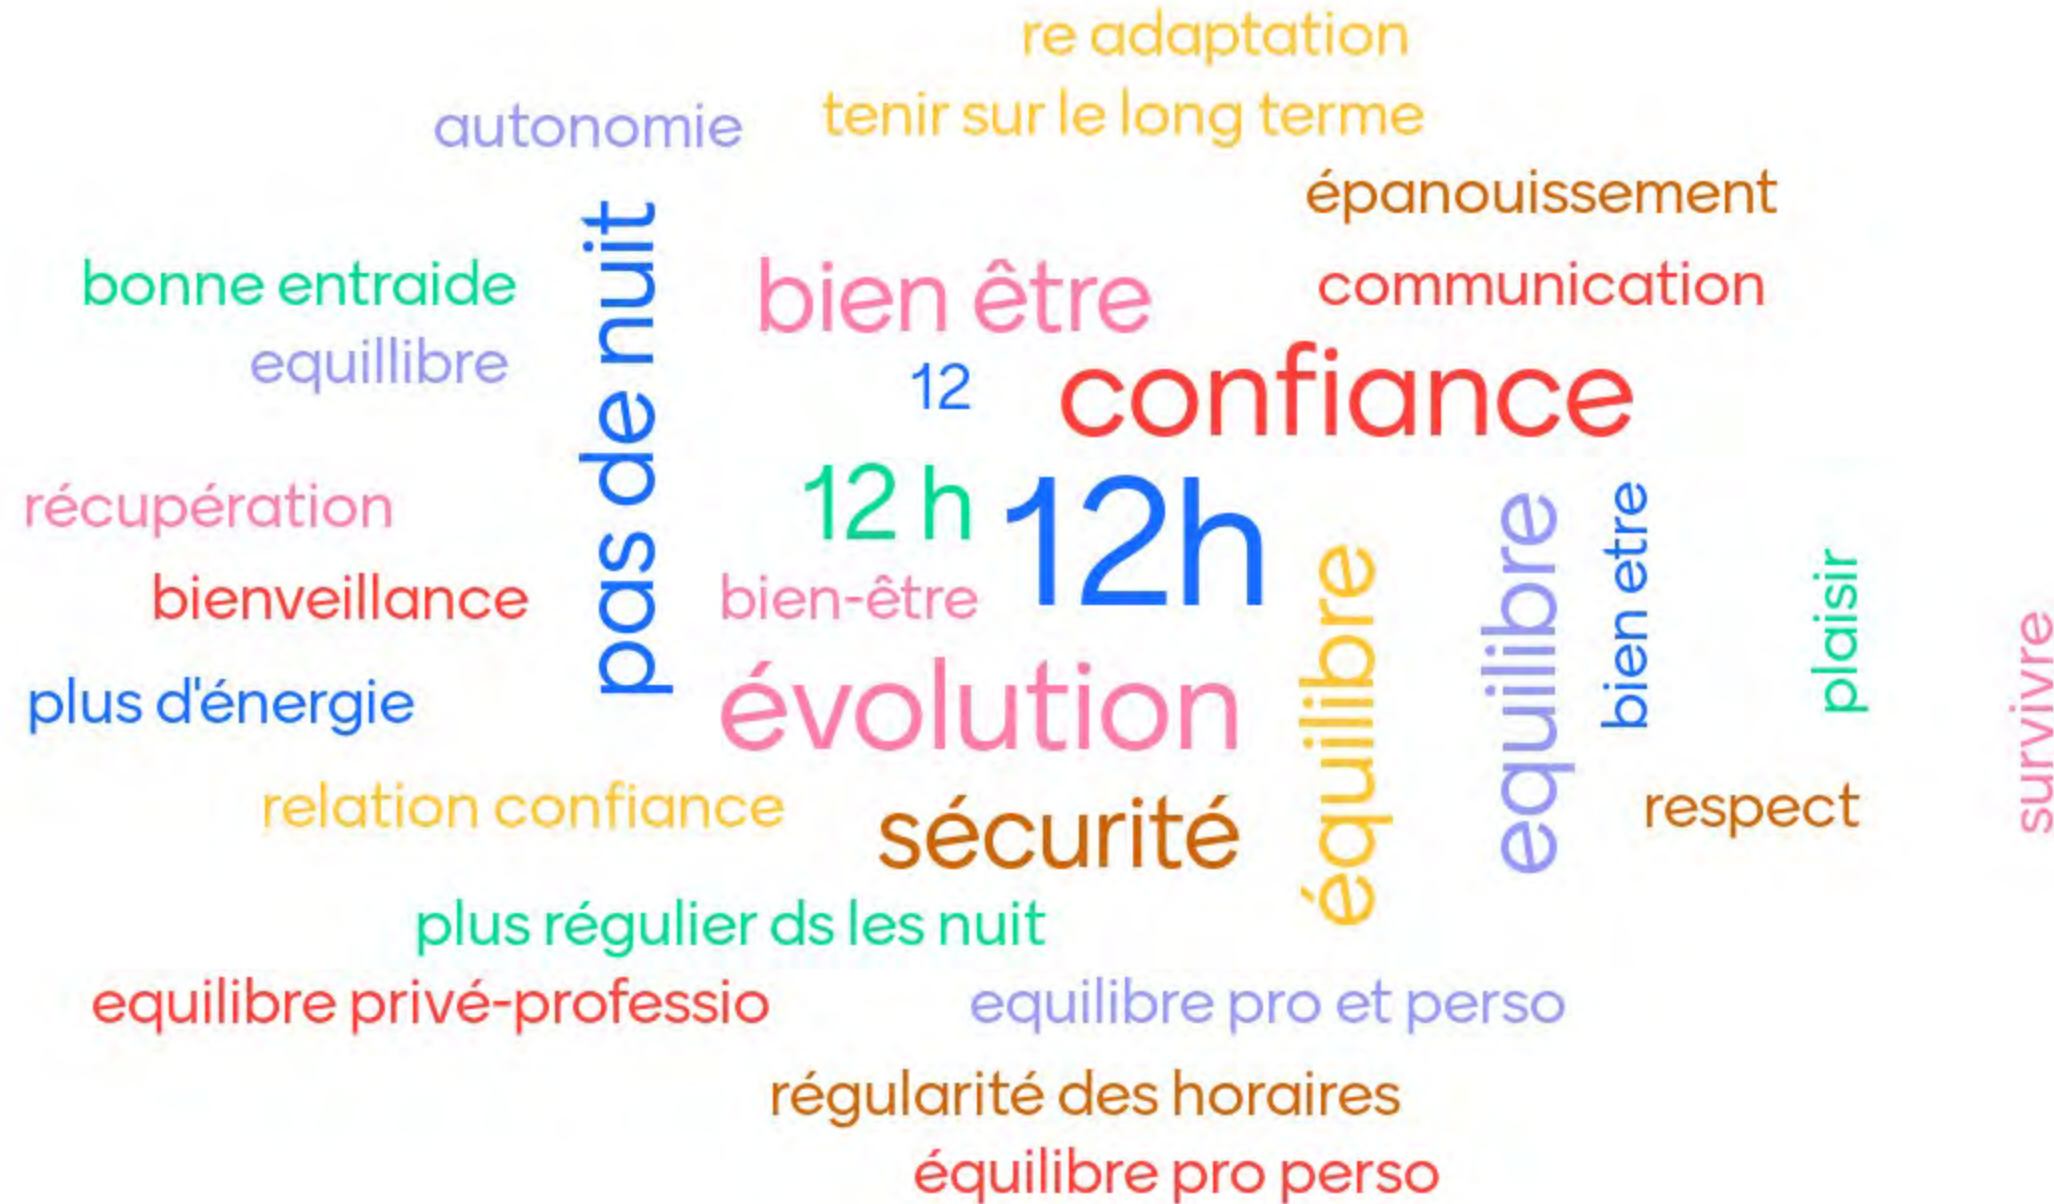 re adaptation
autonomie
tenir sur le long terme
épanouissement
bonne entraide
pas de nuit
bien être
communication
equillibre
12
confiance
récupération
12 h
12h
équilibre
equilibre
bien etre
plaisir
survivre
bienveillance
bien-être
plus d'énergie
évolution
relation confiance
sécurité
respect
plus régulier ds les nuit
equilibre privé-professio
equilibre pro et perso
régularité des horaires
équilibre pro perso